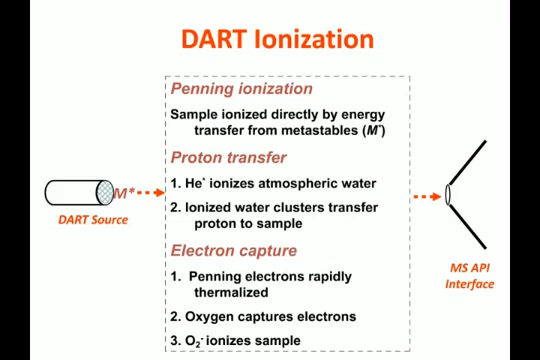 DART Ionization
Penning ionization
Sample ionized directly by energy
transfer from metastables (M*)
Proton transfer
1. He* ionizes atmospheric water
2. Ionized water clusters transfer
proton to sample
Electron capture
1. Penning electrons rapidly
thermalized
2. Oxygen captures electrons
3. O₂⁻ ionizes sample
M*
DART Source
MS API
Interface